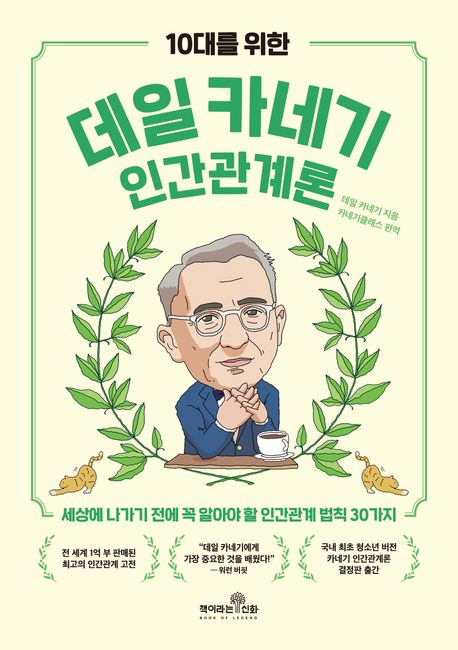 10대를 위한
데일 카네기
인간관계론
데일 카네기 지음
카네기클래스 편역
세상에 나가기 전에 꼭 알아야 할 인간관계 법칙 30가지
전 세계 1억 부 판매된
최고의 인간관계 고전
“데일 카네기에게
가장 중요한 것을 배웠다!”
— 워런 버핏
국내 최초 청소년 버전
카네기 인간관계론
결정판 출간
책이라는 신화
BOOK OF LEGEND